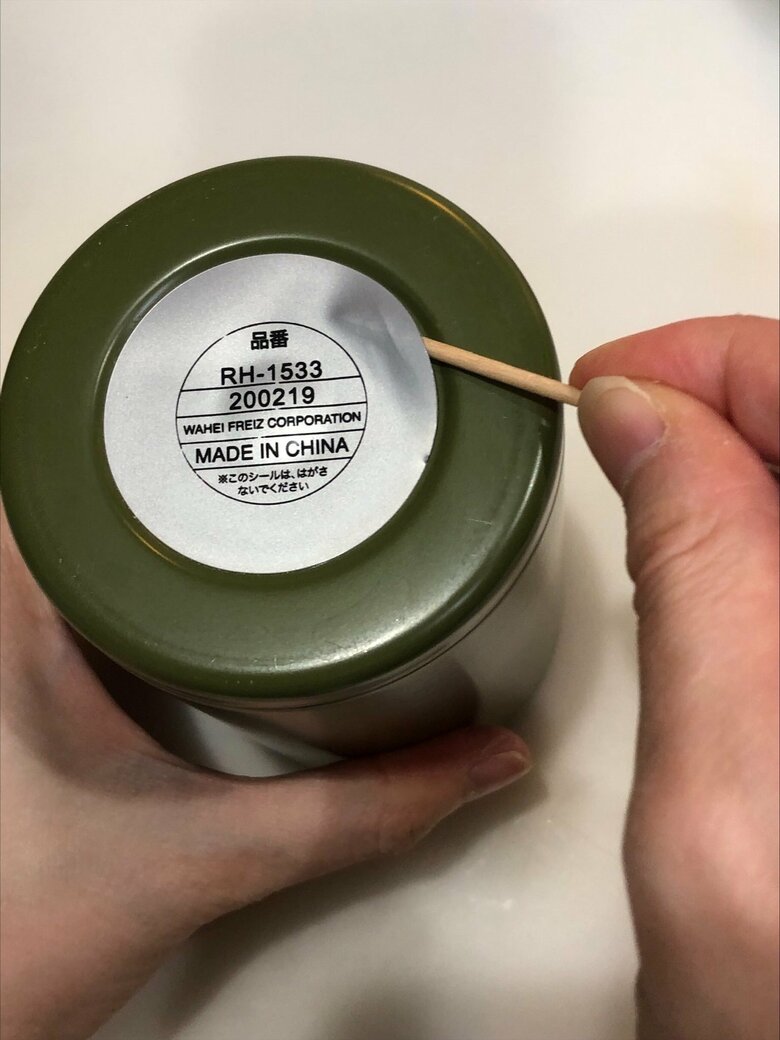 品番
RH-1533
200219
WAHEI FREIZ CORPORATION
MADE IN CHINA
※このシールは、はがさ
ないでください